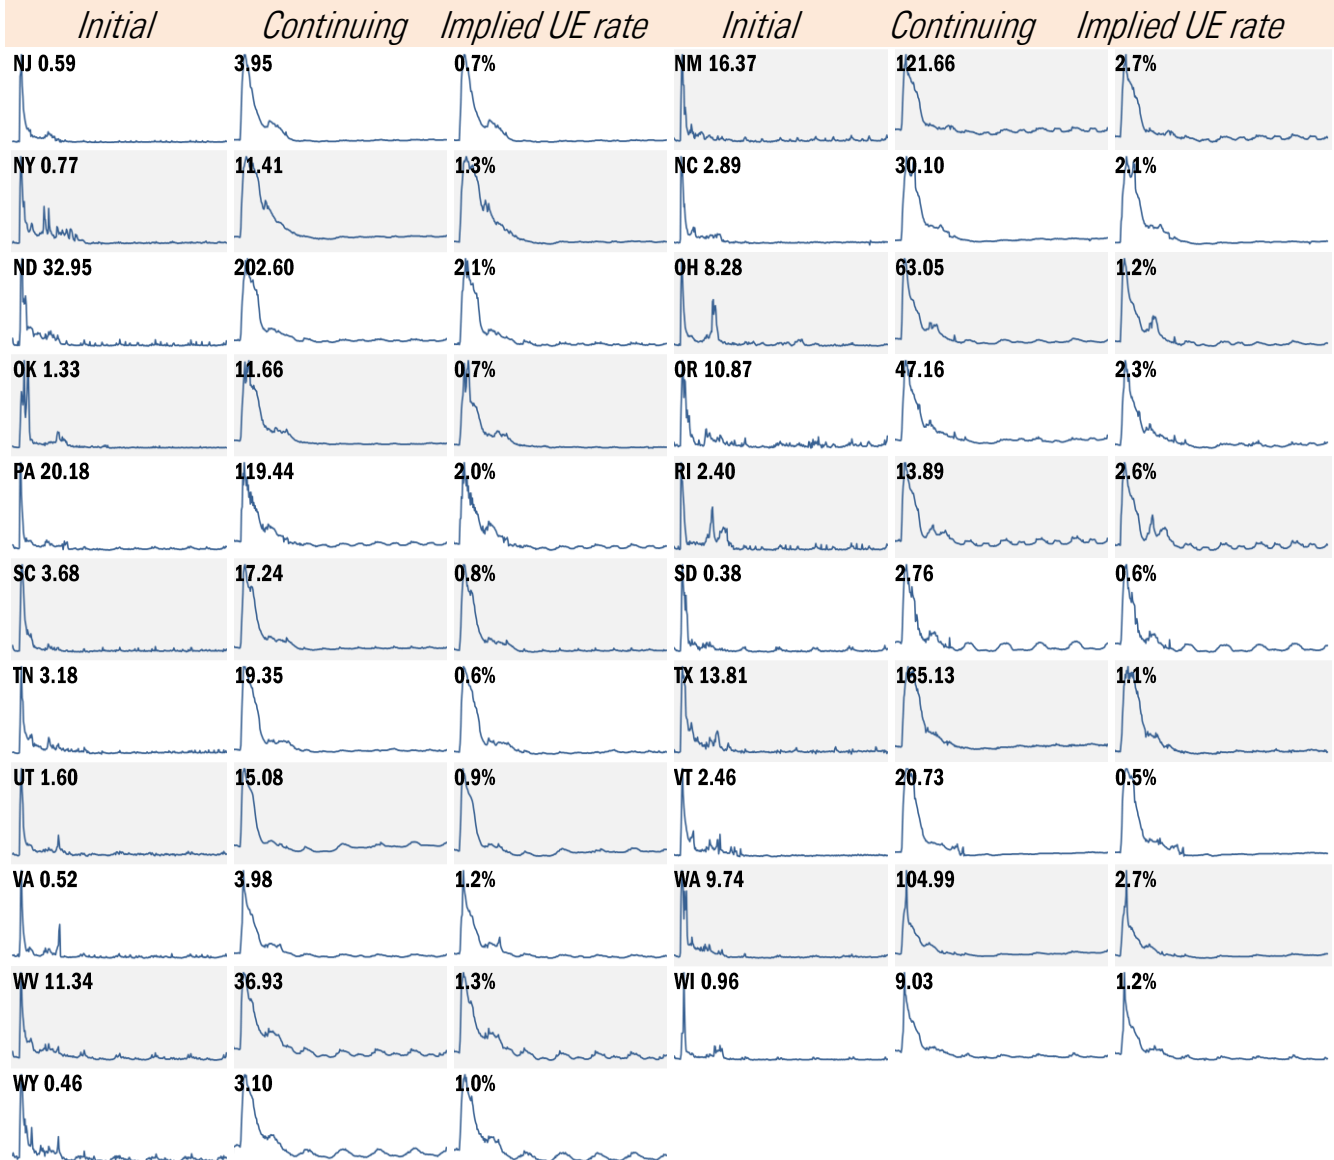 Initial Continuing Implied UE rate Initial Continuing Implied UE rate
NJ 0.59 3.95 0.7% NM 16.37 121.66 2.7%
NY 0.77 11.41 1.3% NC 2.89 30.10 2.1%
ND 32.95 202.60 2.1% OH 8.28 63.05 1.2%
OK 1.33 11.66 0.7% OR 10.87 47.16 2.3%
PA 20.18 119.44 2.0% RI 2.40 13.89 2.6%
SC 3.68 17.24 0.8% SD 0.38 2.76 0.6%
TN 3.18 19.35 0.6% TX 13.81 165.13 1.1%
UT 1.60 15.08 0.9% VT 2.46 20.73 0.5%
VA 0.52 3.98 1.2% WA 9.74 104.99 2.7%
WV 11.34 36.93 1.3% WI 0.96 9.03 1.2%
WY 0.46 3.10 1.0%